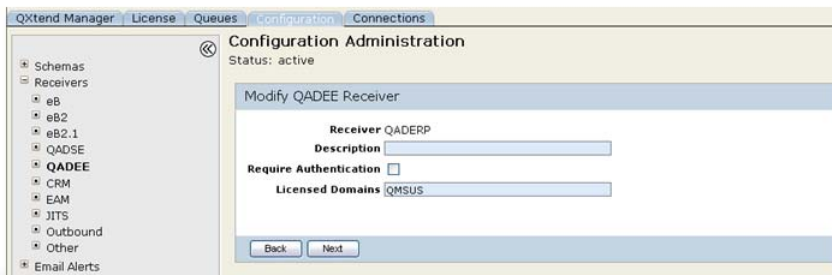 QXtend Manager License Queues Configuration Connections
Configuration Administration
Status: active
Schemas
Receivers
eB
eB2
eB2.1
QADSE
QADEE
CRM
EAM
JITS
Outbound
Other
Email Alerts
Modify QADEE Receiver
Receiver QADERP
Description
Require Authentication
Licensed Domains QMSUS
Back Next